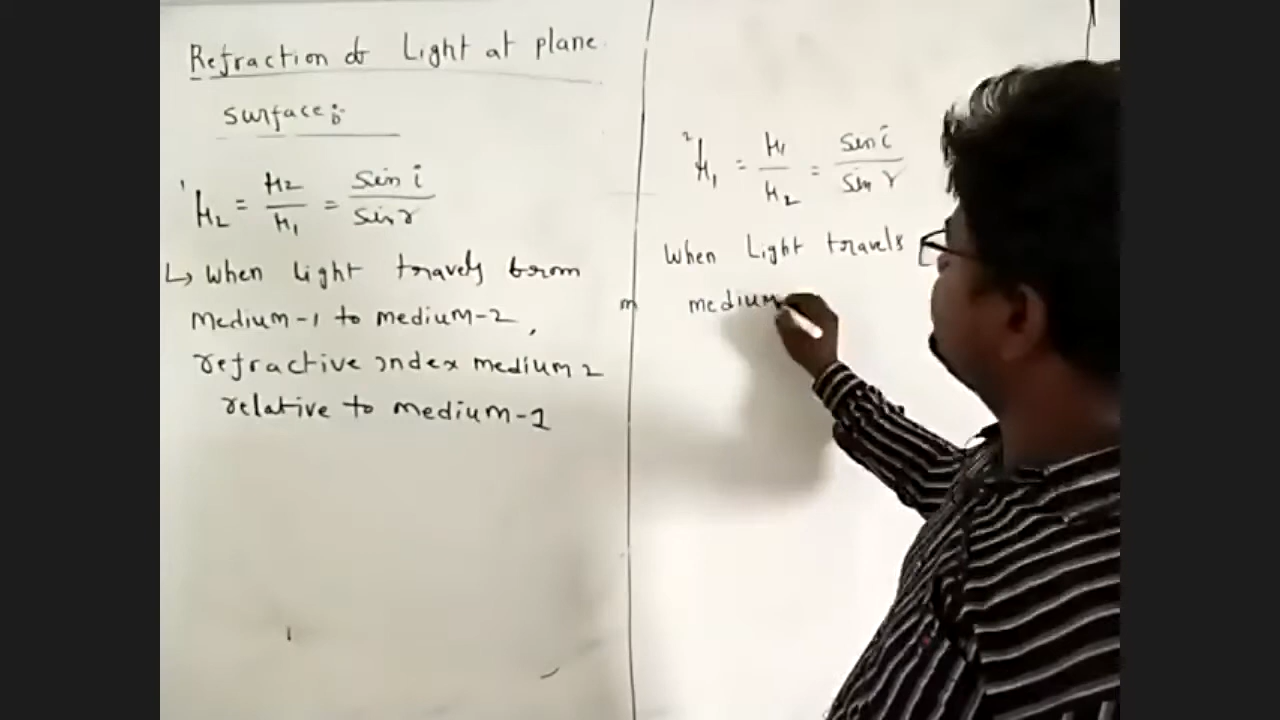 Refraction of Light at plane
surface:-
¹μ₂ = μ₂/μ₁ = sin i/sin r
↳ When light travels from
medium-1 to medium-2,
refractive index medium 2
relative to medium-1
²μ₁ = μ₁/μ₂ = sin i/sin r
When Light travels
m medium